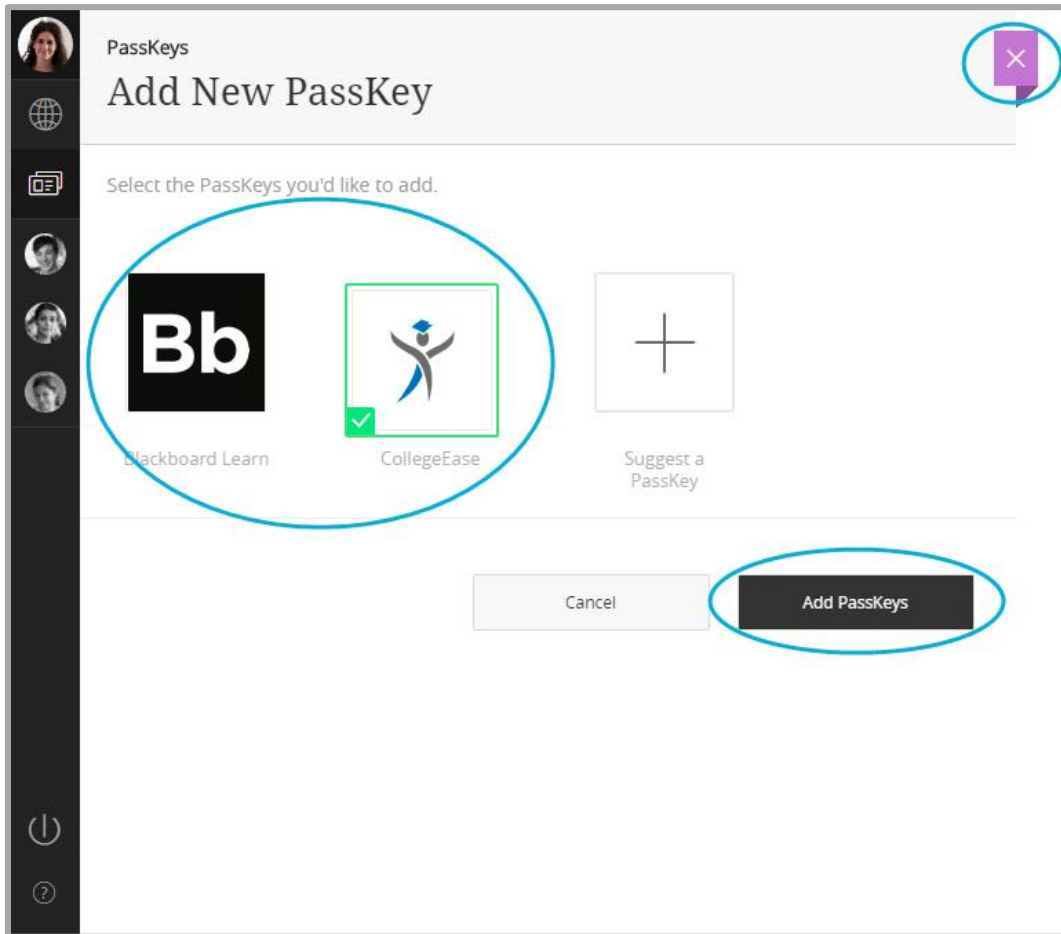 PassKeys
Add New PassKey
Select the PassKeys you'd like to add.
Bb
Blackboard Learn
CollegeEase
Suggest a
PassKey
Cancel
Add PassKeys
?